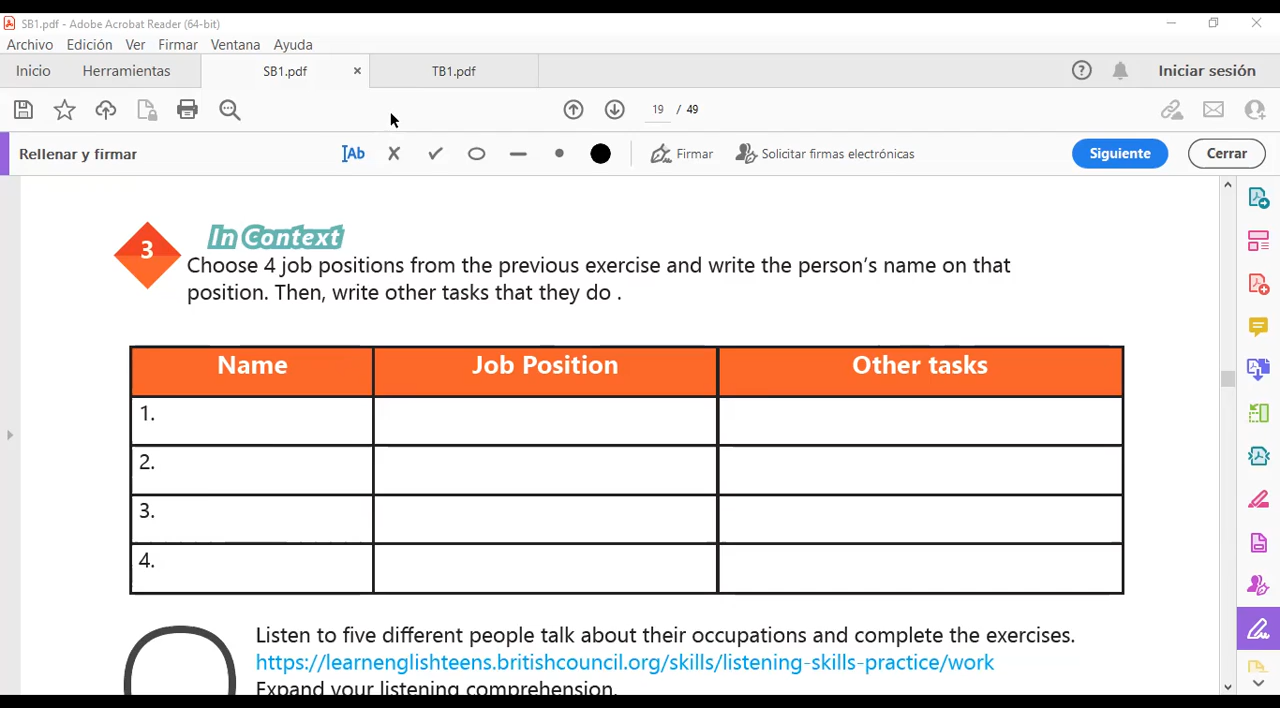 SB1.pdf - Adobe Acrobat Reader (64-bit)
Archivo Edición Ver Firmar Ventana Ayuda
Inicio Herramientas SB1.pdf × TB1.pdf ? Iniciar sesión
19 / 49
Rellenar y firmar Ab Firmar Solicitar firmas electrónicas Siguiente Cerrar
3 In Context
Choose 4 job positions from the previous exercise and write the person's name on that
position. Then, write other tasks that they do .
Name Job Position Other tasks
1.
2.
3.
4.
Listen to five different people talk about their occupations and complete the exercises.
https://learnenglishteens.britishcouncil.org/skills/listening-skills-practice/work
Expand your listening comprehension.